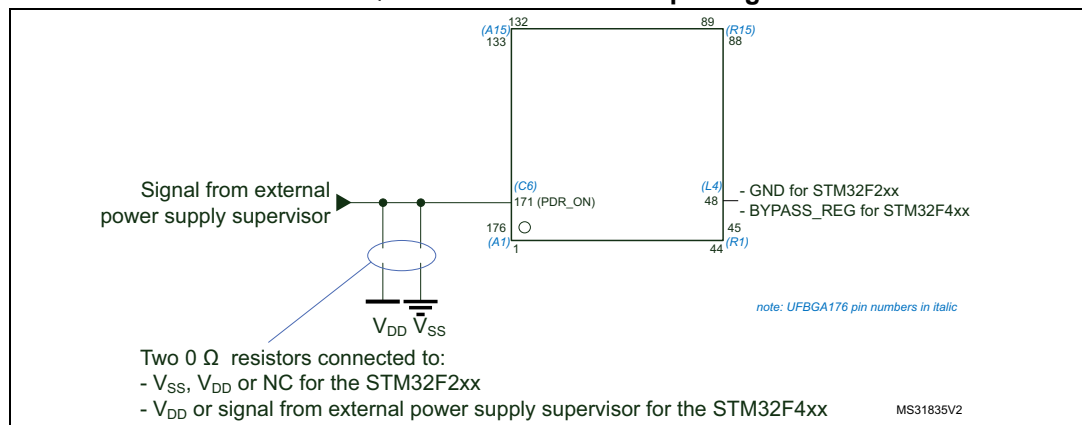 132
89
(A15)
(R15)
133
88
Signal from external
power supply supervisor
(C6)
171 (PDR_ON)
(L4)
48
- GND for STM32F2xx
- BYPASS_REG for STM32F4xx
176
45
(A1)
1
44
(R1)
VDD VSS
note: UFBGA176 pin numbers in italic
Two 0 Ω resistors connected to:
- VSS, VDD or NC for the STM32F2xx
- VDD or signal from external power supply supervisor for the STM32F4xx
MS31835V2